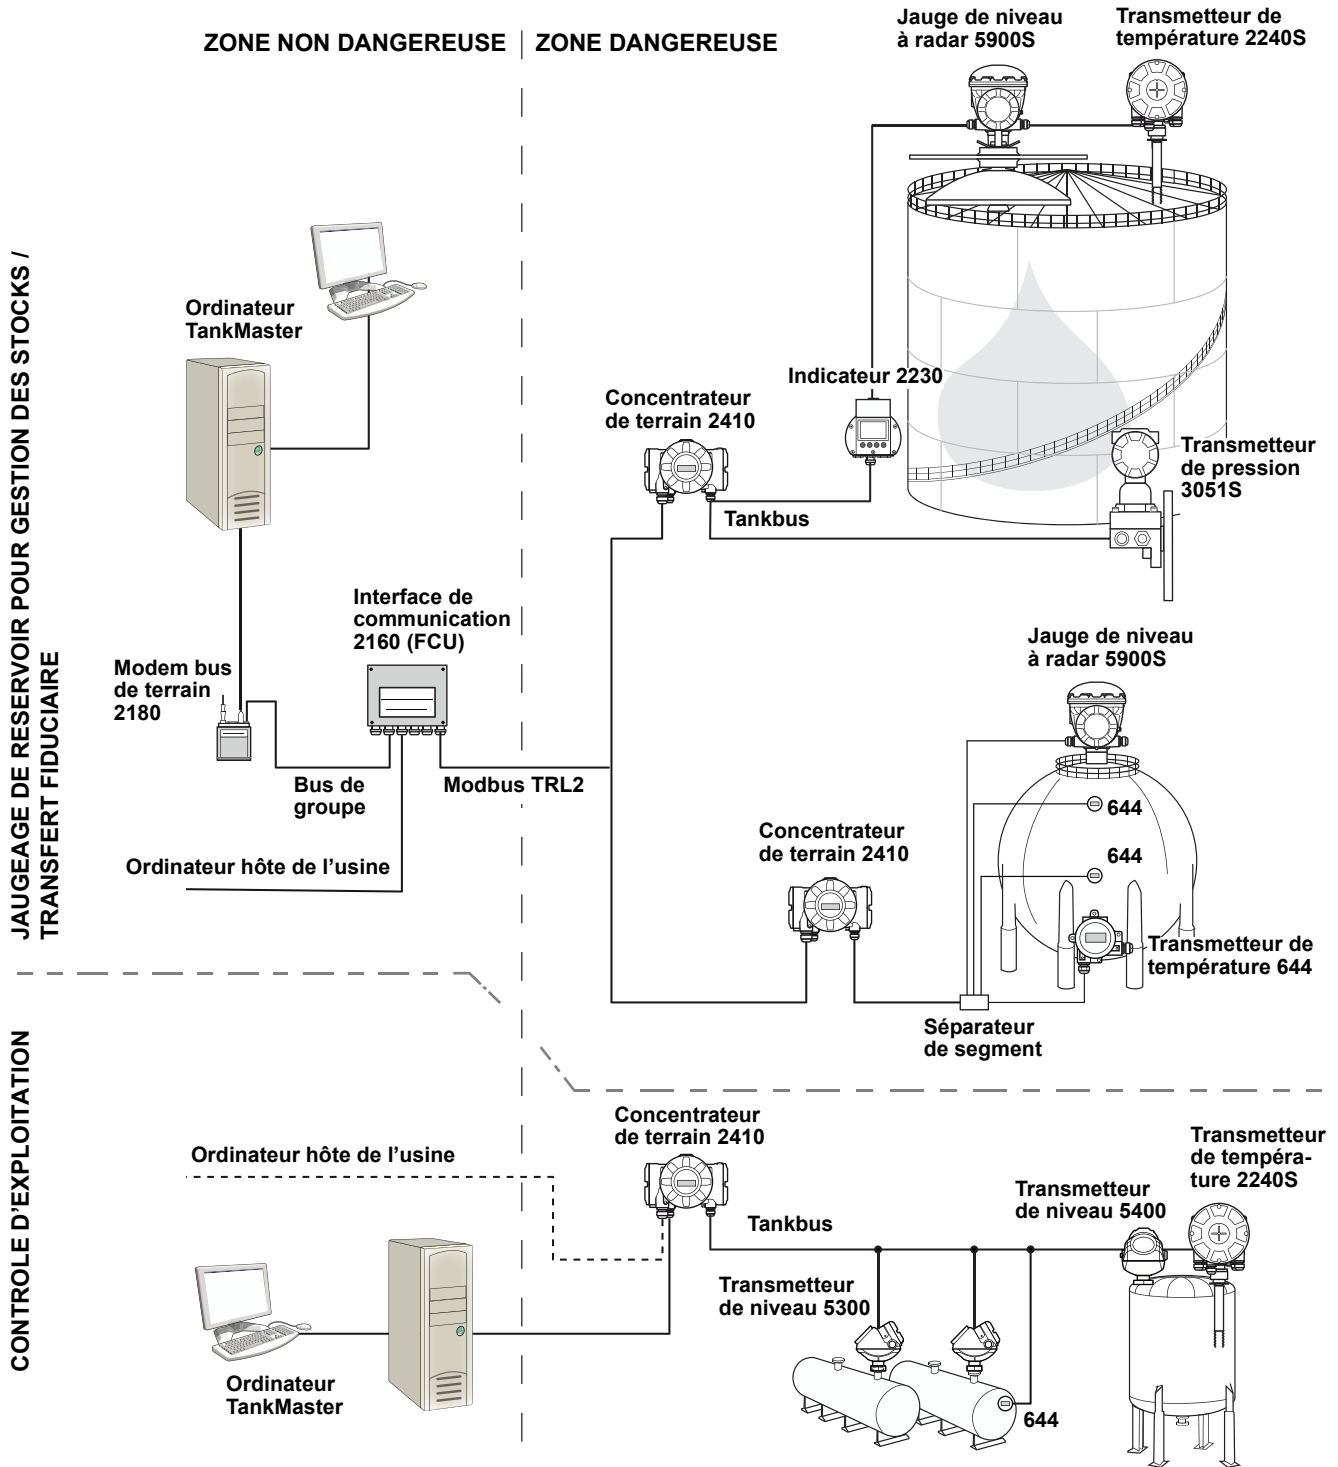 ZONE NON DANGEREUSE
ZONE DANGEREUSE
Jauge de niveau
à radar 5900S
Transmetteur de
température 2240S
JAUGEAGE DE RESERVOIR POUR GESTION DES STOCKS /
TRANSFERT FIDUCIAIRE
Ordinateur
TankMaster
Indicateur 2230
Concentrateur
de terrain 2410
Transmetteur
de pression
3051S
Tankbus
Interface de
communication
2160 (FCU)
Jauge de niveau
à radar 5900S
Modem bus
de terrain
2180
Bus de
groupe
Modbus TRL2
644
Concentrateur
de terrain 2410
644
Ordinateur hôte de l’usine
Transmetteur de
température 644
Séparateur
de segment
CONTROLE D’EXPLOITATION
Concentrateur
de terrain 2410
Ordinateur hôte de l’usine
Transmetteur
de tempéra-
ture 2240S
Transmetteur
de niveau 5400
Tankbus
Transmetteur
de niveau 5300
Ordinateur
TankMaster
644